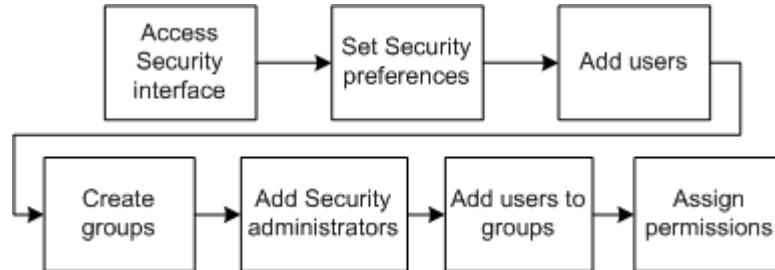 Access
Security
interface
Set Security
preferences
Add users
Create
groups
Add Security
administrators
Add users to
groups
Assign
permissions